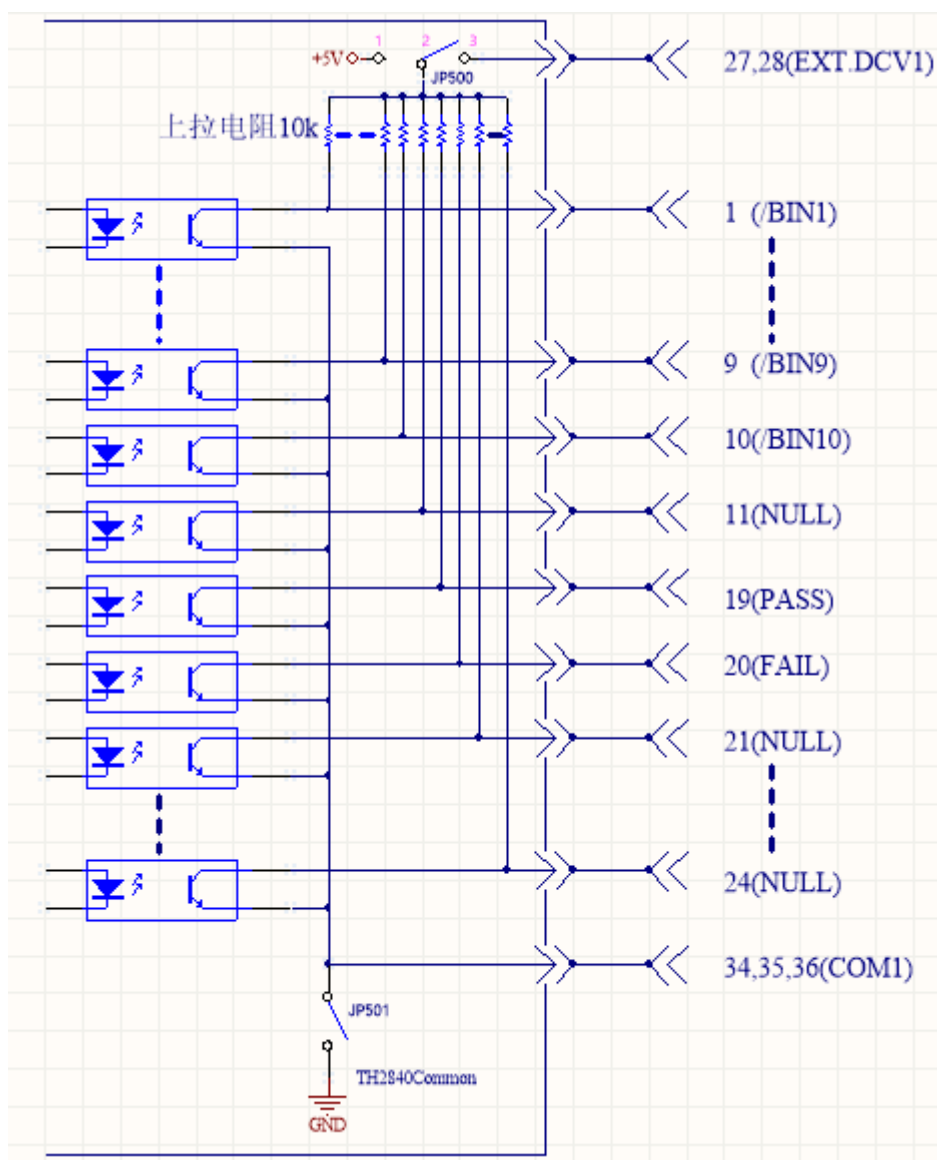 1 2 3
+5V
JP500
27,28(EXT.DCV1)
上拉电阻10k
1 (/BIN1)
9 (/BIN9)
10(/BIN10)
11(NULL)
19(PASS)
20(FAIL)
21(NULL)
24(NULL)
34,35,36(COM1)
JP501
TH2840Common
GND